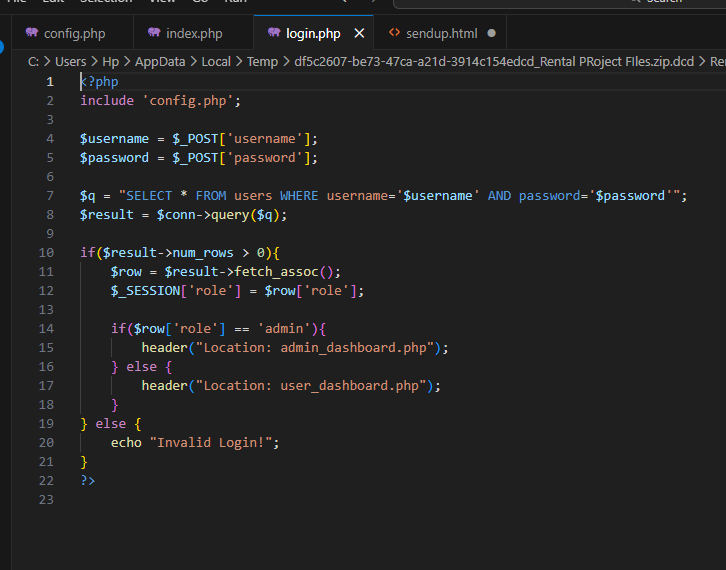 config.php index.php login.php × sendup.html ●
C: > Users > Hp > AppData > Local > Temp > df5c2607-be73-47ca-a21d-3914c154edcd_Rental PRoject FIles.zip.dcd >
1 <?php
2 include 'config.php';
3
4 $username = $_POST['username'];
5 $password = $_POST['password'];
6
7 $q = "SELECT * FROM users WHERE username='$username' AND password='$password'";
8 $result = $conn->query($q);
9
10 if($result->num_rows > 0){
11 $row = $result->fetch_assoc();
12 $_SESSION['role'] = $row['role'];
13
14 if($row['role'] == 'admin'){
15 header("Location: admin_dashboard.php");
16 } else {
17 header("Location: user_dashboard.php");
18 }
19 } else {
20 echo "Invalid Login!";
21 }
22 ?>
23